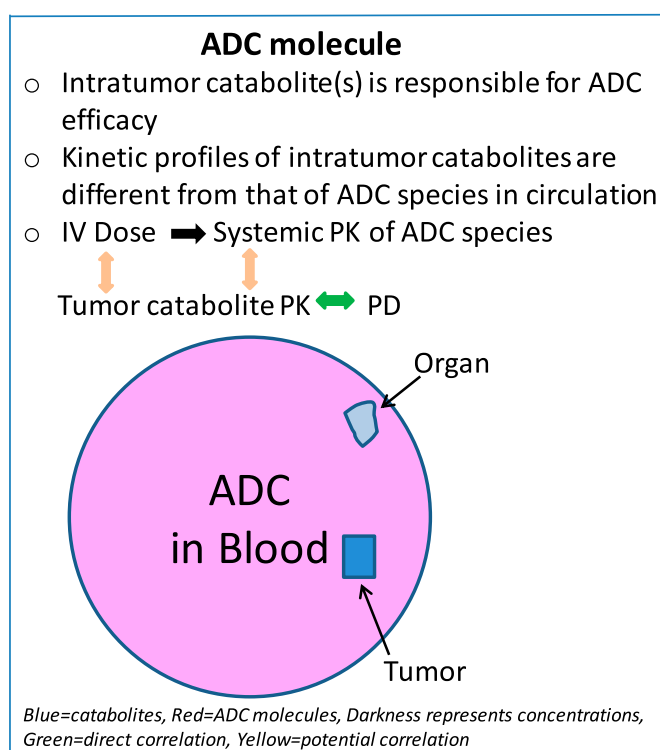 ADC molecule
o Intratumor catabolite(s) is responsible for ADC
efficacy
o Kinetic profiles of intratumor catabolites are
different from that of ADC species in circulation
o IV Dose Systemic PK of ADC species
Tumor catabolite PK PD
Organ
ADC
in Blood
Tumor
Blue=catabolites, Red=ADC molecules, Darkness represents concentrations,
Green=direct correlation, Yellow=potential correlation